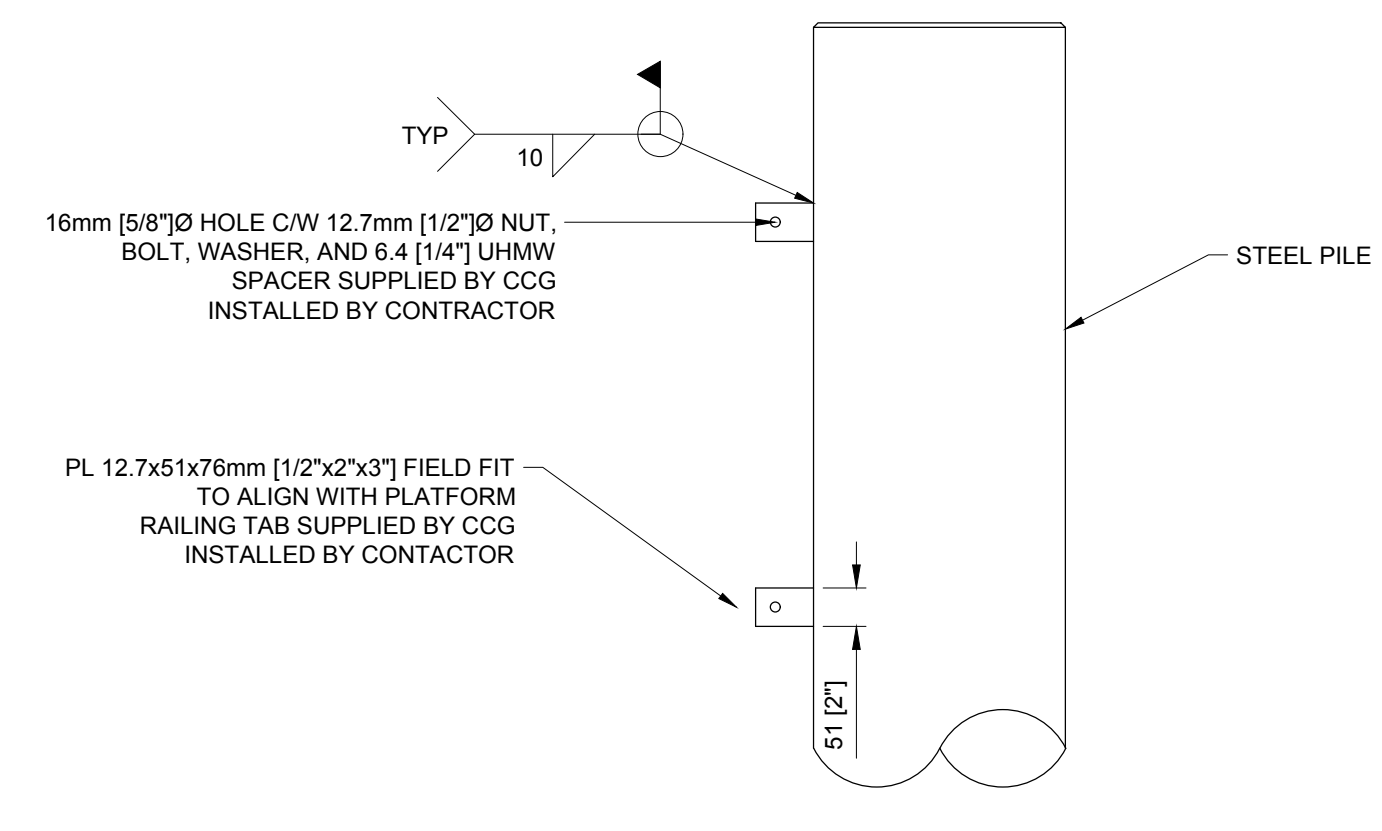 TYP
10
16mm [5/8"]Ø HOLE C/W 12.7mm [1/2"]Ø NUT,
BOLT, WASHER, AND 6.4 [1/4"] UHMW
SPACER SUPPLIED BY CCG
INSTALLED BY CONTRACTOR
STEEL PILE
PL 12.7x51x76mm [1/2"x2"x3"] FIELD FIT
TO ALIGN WITH PLATFORM
RAILING TAB SUPPLIED BY CCG
INSTALLED BY CONTACTOR
51 [2"]